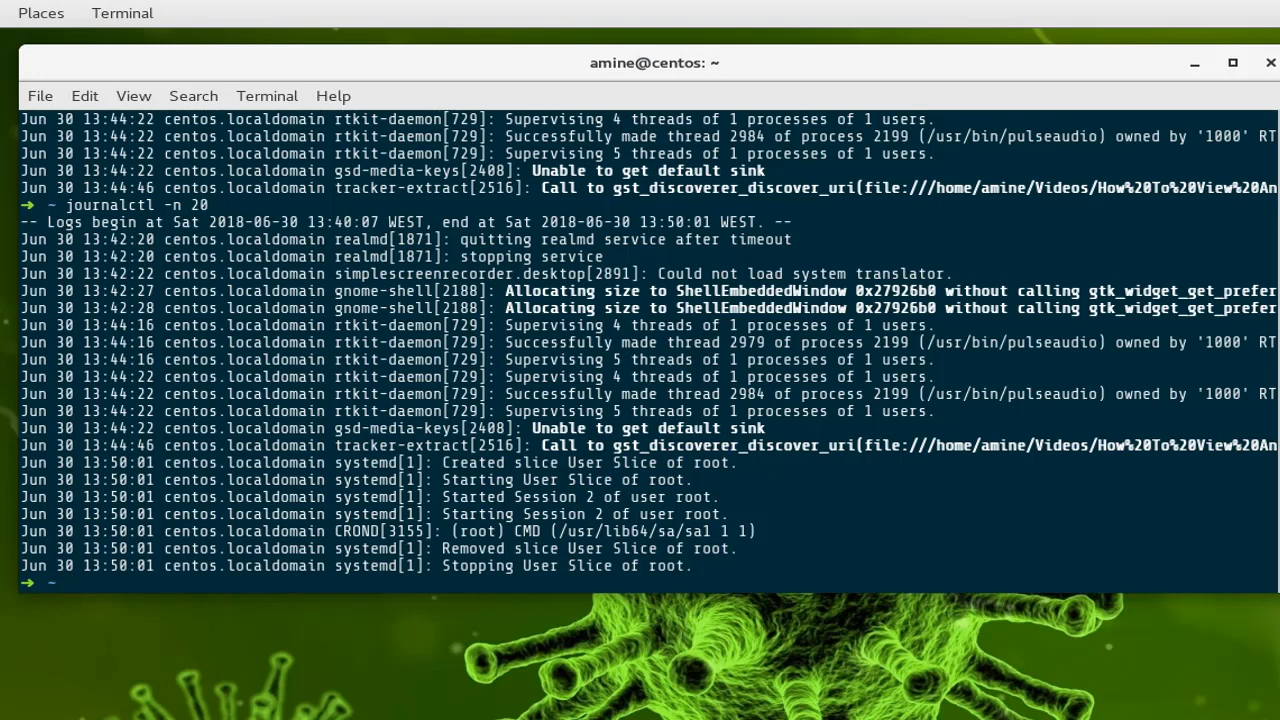 Places Terminal
amine@centos: ~
File Edit View Search Terminal Help
Jun 30 13:44:22 centos.localdomain rtkit-daemon[729]: Supervising 4 threads of 1 processes of 1 users.
Jun 30 13:44:22 centos.localdomain rtkit-daemon[729]: Successfully made thread 2984 of process 2199 (/usr/bin/pulseaudio) owned by '1000' RT
Jun 30 13:44:22 centos.localdomain rtkit-daemon[729]: Supervising 5 threads of 1 processes of 1 users.
Jun 30 13:44:22 centos.localdomain gsd-media-keys[2408]: Unable to get default sink
Jun 30 13:44:46 centos.localdomain tracker-extract[2516]: Call to gst_discoverer_discover_uri(file:///home/amine/Videos/How%20To%20View%20An
➜ ~ journalctl -n 20
-- Logs begin at Sat 2018-06-30 13:40:07 WEST, end at Sat 2018-06-30 13:50:01 WEST. --
Jun 30 13:42:20 centos.localdomain realmd[1871]: quitting realmd service after timeout
Jun 30 13:42:20 centos.localdomain realmd[1871]: stopping service
Jun 30 13:42:22 centos.localdomain simplescreenrecorder.desktop[2891]: Could not load system translator.
Jun 30 13:42:27 centos.localdomain gnome-shell[2188]: Allocating size to ShellEmbeddedWindow 0x27926b0 without calling gtk_widget_get_prefer
Jun 30 13:42:28 centos.localdomain gnome-shell[2188]: Allocating size to ShellEmbeddedWindow 0x27926b0 without calling gtk_widget_get_prefer
Jun 30 13:44:16 centos.localdomain rtkit-daemon[729]: Supervising 4 threads of 1 processes of 1 users.
Jun 30 13:44:16 centos.localdomain rtkit-daemon[729]: Successfully made thread 2979 of process 2199 (/usr/bin/pulseaudio) owned by '1000' RT
Jun 30 13:44:16 centos.localdomain rtkit-daemon[729]: Supervising 5 threads of 1 processes of 1 users.
Jun 30 13:44:22 centos.localdomain rtkit-daemon[729]: Supervising 4 threads of 1 processes of 1 users.
Jun 30 13:44:22 centos.localdomain rtkit-daemon[729]: Successfully made thread 2984 of process 2199 (/usr/bin/pulseaudio) owned by '1000' RT
Jun 30 13:44:22 centos.localdomain rtkit-daemon[729]: Supervising 5 threads of 1 processes of 1 users.
Jun 30 13:44:22 centos.localdomain gsd-media-keys[2408]: Unable to get default sink
Jun 30 13:44:46 centos.localdomain tracker-extract[2516]: Call to gst_discoverer_discover_uri(file:///home/amine/Videos/How%20To%20View%20An
Jun 30 13:50:01 centos.localdomain systemd[1]: Created slice User Slice of root.
Jun 30 13:50:01 centos.localdomain systemd[1]: Starting User Slice of root.
Jun 30 13:50:01 centos.localdomain systemd[1]: Started Session 2 of user root.
Jun 30 13:50:01 centos.localdomain systemd[1]: Starting Session 2 of user root.
Jun 30 13:50:01 centos.localdomain CROND[3155]: (root) CMD (/usr/lib64/sa/sa1 1 1)
Jun 30 13:50:01 centos.localdomain systemd[1]: Removed slice User Slice of root.
Jun 30 13:50:01 centos.localdomain systemd[1]: Stopping User Slice of root.
➜ ~